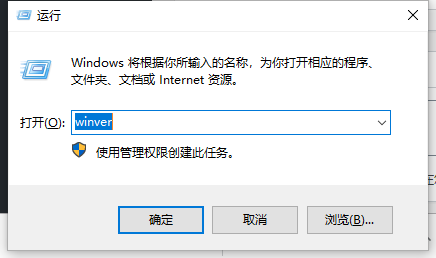 运行
Windows 将根据你所输入的名称，为你打开相应的程序、
文件夹、文档或 Internet 资源。
打开(O): winver
使用管理权限创建此任务。
确定 取消 浏览(B)...